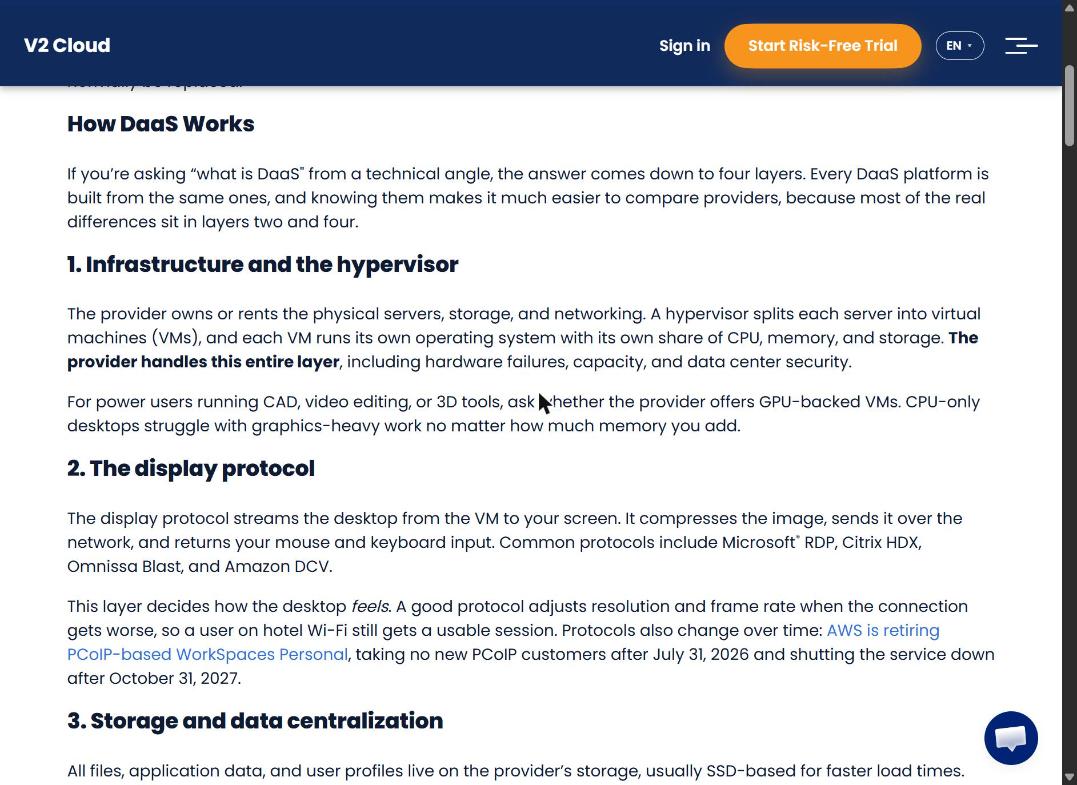 V2 Cloud
Sign in
Start Risk-Free Trial
EN
normally be replaced.
How DaaS Works
If you're asking “what is DaaS” from a technical angle, the answer comes down to four layers. Every DaaS platform is
built from the same ones, and knowing them makes it much easier to compare providers, because most of the real
differences sit in layers two and four.
1. Infrastructure and the hypervisor
The provider owns or rents the physical servers, storage, and networking. A hypervisor splits each server into virtual
machines (VMs), and each VM runs its own operating system with its own share of CPU, memory, and storage. The
provider handles this entire layer, including hardware failures, capacity, and data center security.
For power users running CAD, video editing, or 3D tools, ask whether the provider offers GPU-backed VMs. CPU-only
desktops struggle with graphics-heavy work no matter how much memory you add.
2. The display protocol
The display protocol streams the desktop from the VM to your screen. It compresses the image, sends it over the
network, and returns your mouse and keyboard input. Common protocols include Microsoft® RDP, Citrix HDX,
Omnissa Blast, and Amazon DCV.
This layer decides how the desktop feels. A good protocol adjusts resolution and frame rate when the connection
gets worse, so a user on hotel Wi-Fi still gets a usable session. Protocols also change over time: AWS is retiring
PCoIP-based WorkSpaces Personal, taking no new PCoIP customers after July 31, 2026 and shutting the service down
after October 31, 2027.
3. Storage and data centralization
All files, application data, and user profiles live on the provider's storage, usually SSD-based for faster load times.